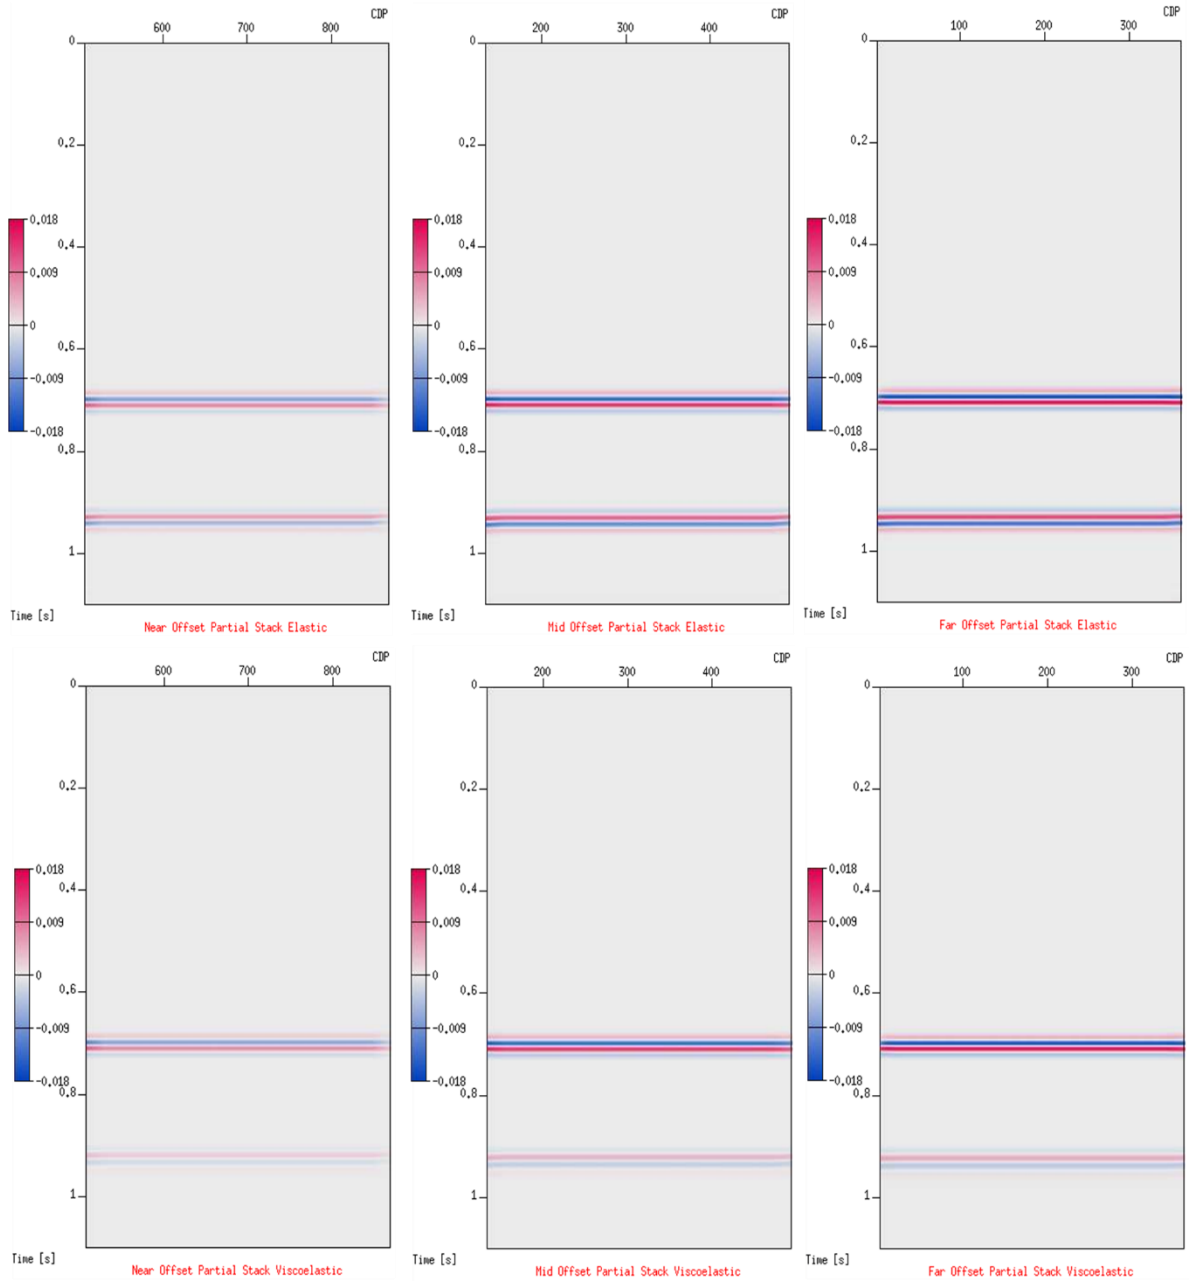 CDP
600 700 800
0
0.2
0.4
0.6
0.8
1
0.018
0.009
0
-0.009
-0.018
Time [s]
Near Offset Partial Stack Elastic
CDP
200 300 400
0
0.2
0.4
0.6
0.8
1
0.018
0.009
0
-0.009
-0.018
Time [s]
Mid Offset Partial Stack Elastic
CDP
100 200 300
0
0.2
0.4
0.6
0.8
1
0.018
0.009
0
-0.009
-0.018
Time [s]
Far Offset Partial Stack Elastic
CDP
600 700 800
0
0.2
0.4
0.6
0.8
1
0.018
0.009
0
-0.009
-0.018
Time [s]
Near Offset Partial Stack Viscoelastic
CDP
200 300 400
0
0.2
0.4
0.6
0.8
1
0.018
0.009
0
-0.009
-0.018
Time [s]
Mid Offset Partial Stack Viscoelastic
CDP
100 200 300
0
0.2
0.4
0.6
0.8
1
0.018
0.009
0
-0.009
-0.018
Time [s]
Far Offset Partial Stack Viscoelastic